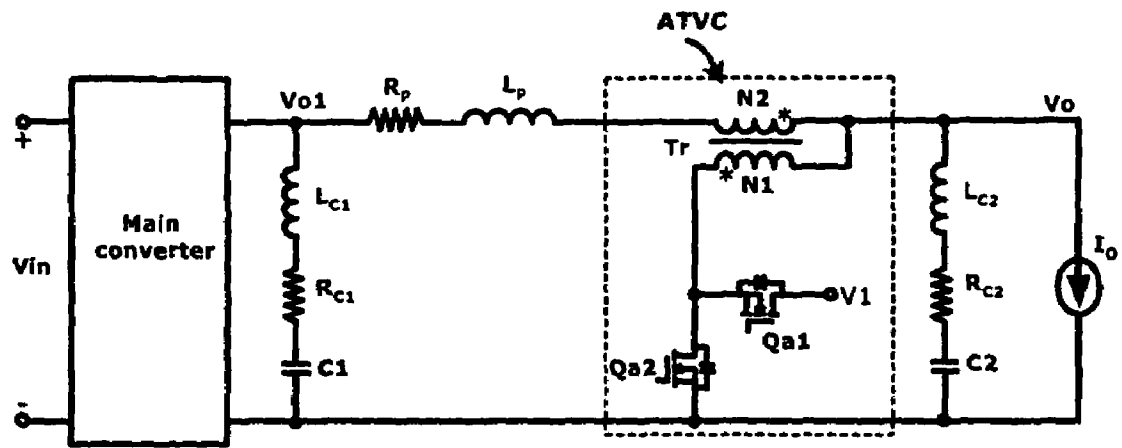 ATVC
Vo1
Rp
Lp
N2
*
Vo
+
Tr
*
N1
LC1
LC2
Main
converter
Vin
Io
RC1
V1
RC2
Qa1
C1
Qa2
C2
-